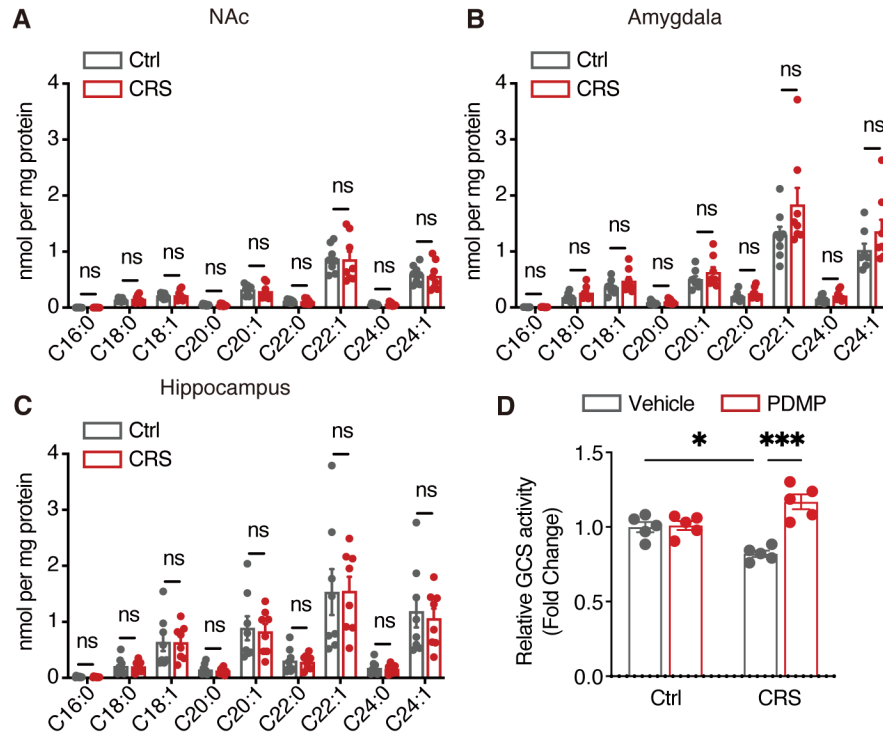 A
NAc
Ctrl
CRS
nmol per mg protein
4
3
2
1
0
ns
ns
ns
ns
ns
ns
ns
ns
ns
C16:0
C18:0
C18:1
C20:0
C20:1
C22:0
C22:1
C24:0
C24:1
B
Amygdala
Ctrl
CRS
nmol per mg protein
4
3
2
1
0
ns
ns
ns
ns
ns
ns
ns
ns
ns
C16:0
C18:0
C18:1
C20:0
C20:1
C22:0
C22:1
C24:0
C24:1
C
Hippocampus
Ctrl
CRS
nmol per mg protein
4
3
2
1
0
ns
ns
ns
ns
ns
ns
ns
ns
ns
C16:0
C18:0
C18:1
C20:0
C20:1
C22:0
C22:1
C24:0
C24:1
D
Vehicle
PDMP
Relative GCS activity
(Fold Change)
1.5
1.0
0.5
0.0
*
***
Ctrl
CRS